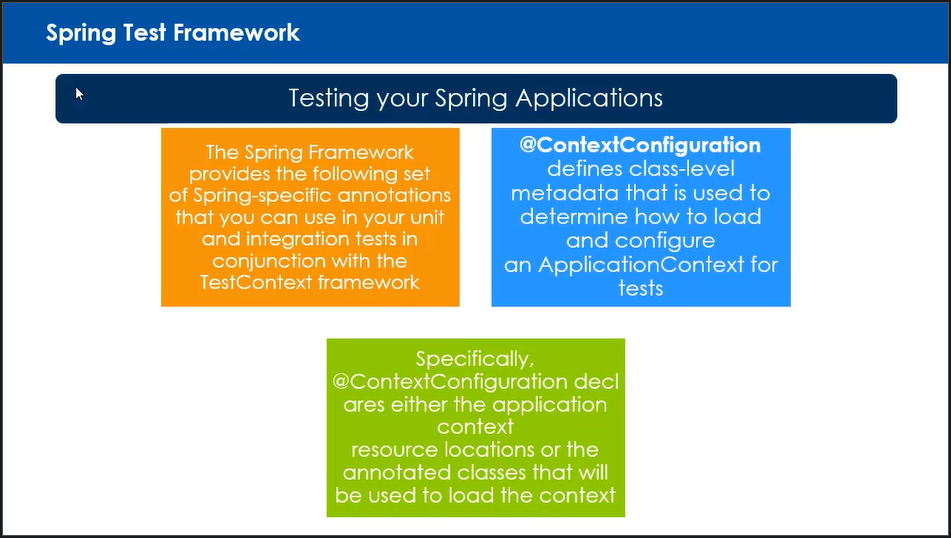 Spring Test Framework
Testing your Spring Applications
The Spring Framework
provides the following set
of Spring-specific annotations
that you can use in your unit
and integration tests in
conjunction with the
TestContext framework
@ContextConfiguration
defines class-level
metadata that is used to
determine how to load
and configure
an ApplicationContext for
tests
Specifically,
@ContextConfiguration decl
ares either the application
context
resource locations or the
annotated classes that will
be used to load the context